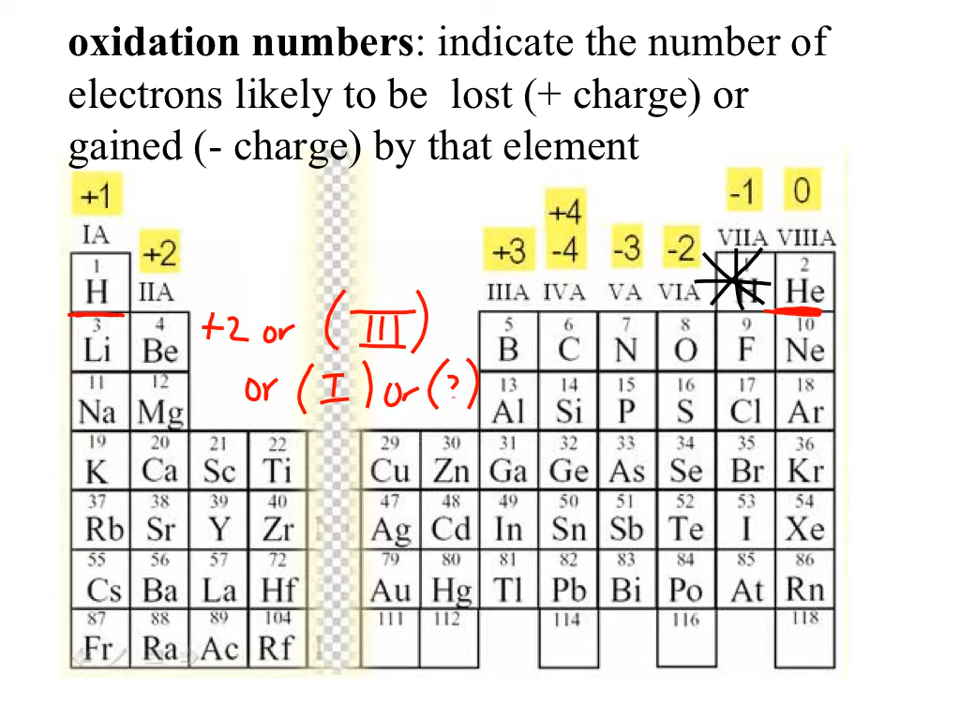 oxidation numbers: indicate the number of
electrons likely to be lost (+ charge) or
gained (- charge) by that element
+1 -1 0
+4
IA VIIA VIIIA
+2 +3 -4 -3 -2
1 1 2
H IIA IIIA IVA VA VIA H He
+2 or (III)
3 4 5 6 7 8 9 10
Li Be B C N O F Ne
or (I) or (?)
11 12 13 14 15 16 17 18
Na Mg Al Si P S Cl Ar
19 20 21 22 29 30 31 32 33 34 35 36
K Ca Sc Ti Cu Zn Ga Ge As Se Br Kr
37 38 39 40 47 48 49 50 51 52 53 54
Rb Sr Y Zr Ag Cd In Sn Sb Te I Xe
55 56 57 72 79 80 81 82 83 84 85 86
Cs Ba La Hf Au Hg Tl Pb Bi Po At Rn
87 88 89 104 111 112 114 116 118
Fr Ra Ac Rf